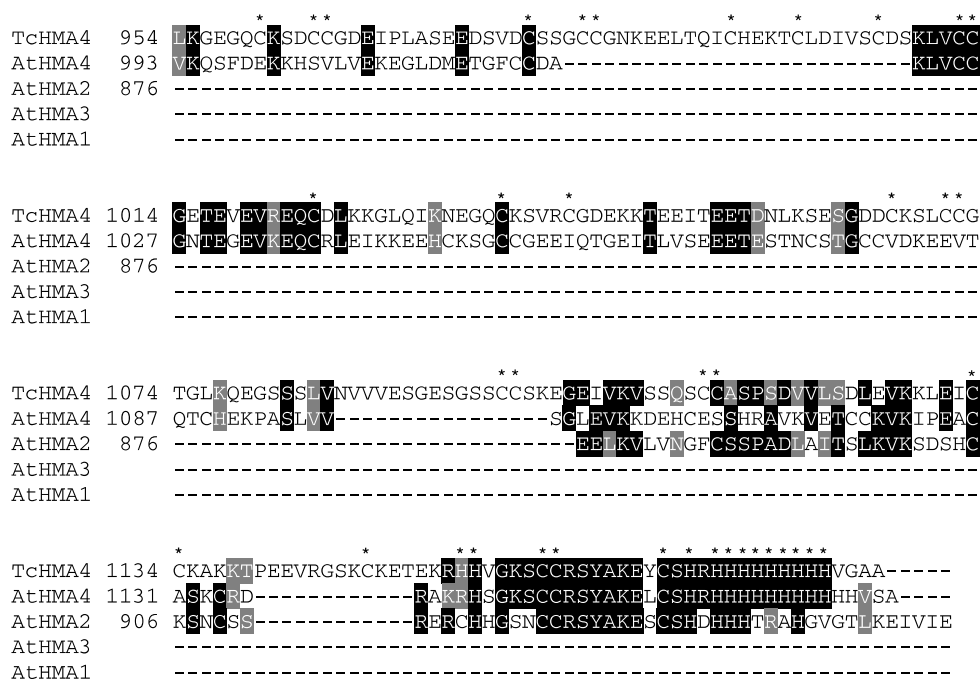 * ** * ** * * * **
TcHMA4 954 LKGEGQCKSDCCGDEIPLASEEDSVDCSSGCCGNKEELTQICHEKTCLDIVSCDSKLVCC
AtHMA4 993 VKQSFDEKKHSVLVEKEGLDMETGFCCDA--------------------------KLVCC
AtHMA2 876 ------------------------------------------------------------
AtHMA3 ------------------------------------------------------------
AtHMA1 ------------------------------------------------------------
* * * * **
TcHMA4 1014 GETEVEVREQCDLKKGLQIKNEGQCKSVRCGDEKKTEEITEETDNLKSESGDDCKSLCCG
AtHMA4 1027 GNTEGEVKEQCRLEIKKEEHCKSGCCGEEIQTGEITLVSEEETESTNCSTGCCVDKEEVT
AtHMA2 876 ------------------------------------------------------------
AtHMA3 ------------------------------------------------------------
AtHMA1 ------------------------------------------------------------
** ** *
TcHMA4 1074 TGLKQEGSSSLVNVVVESGESGSSCCSKEGEIVKVSSQSCCASPSDVVLSDLEVKKLEIC
AtHMA4 1087 QTCHEKPASLVV----------------SGLEVKKDEHCESSHRAVKVETCCKVKIPEAC
AtHMA2 876 ------------------------------EELKVLVNGFCSSPADLAITSLKVKSDSHC
AtHMA3 ------------------------------------------------------------
AtHMA1 ------------------------------------------------------------
* * ** ** * * *********
TcHMA4 1134 CKAKKTPEEVRGSKCKETEKRHHVGKSCCRSYAKEYCSHRHHHHHHHHHVGAA-----
AtHMA4 1131 ASKCRD------------RAKRHSGKSCCRSYAKELCSHRHHHHHHHHHHHVSA----
AtHMA2 906 KSNCSS------------RERCHHGSNCCRSYAKESCSHDHHHTRAHGVGTLKEIVIE
AtHMA3 ----------------------------------------------------------
AtHMA1 ----------------------------------------------------------